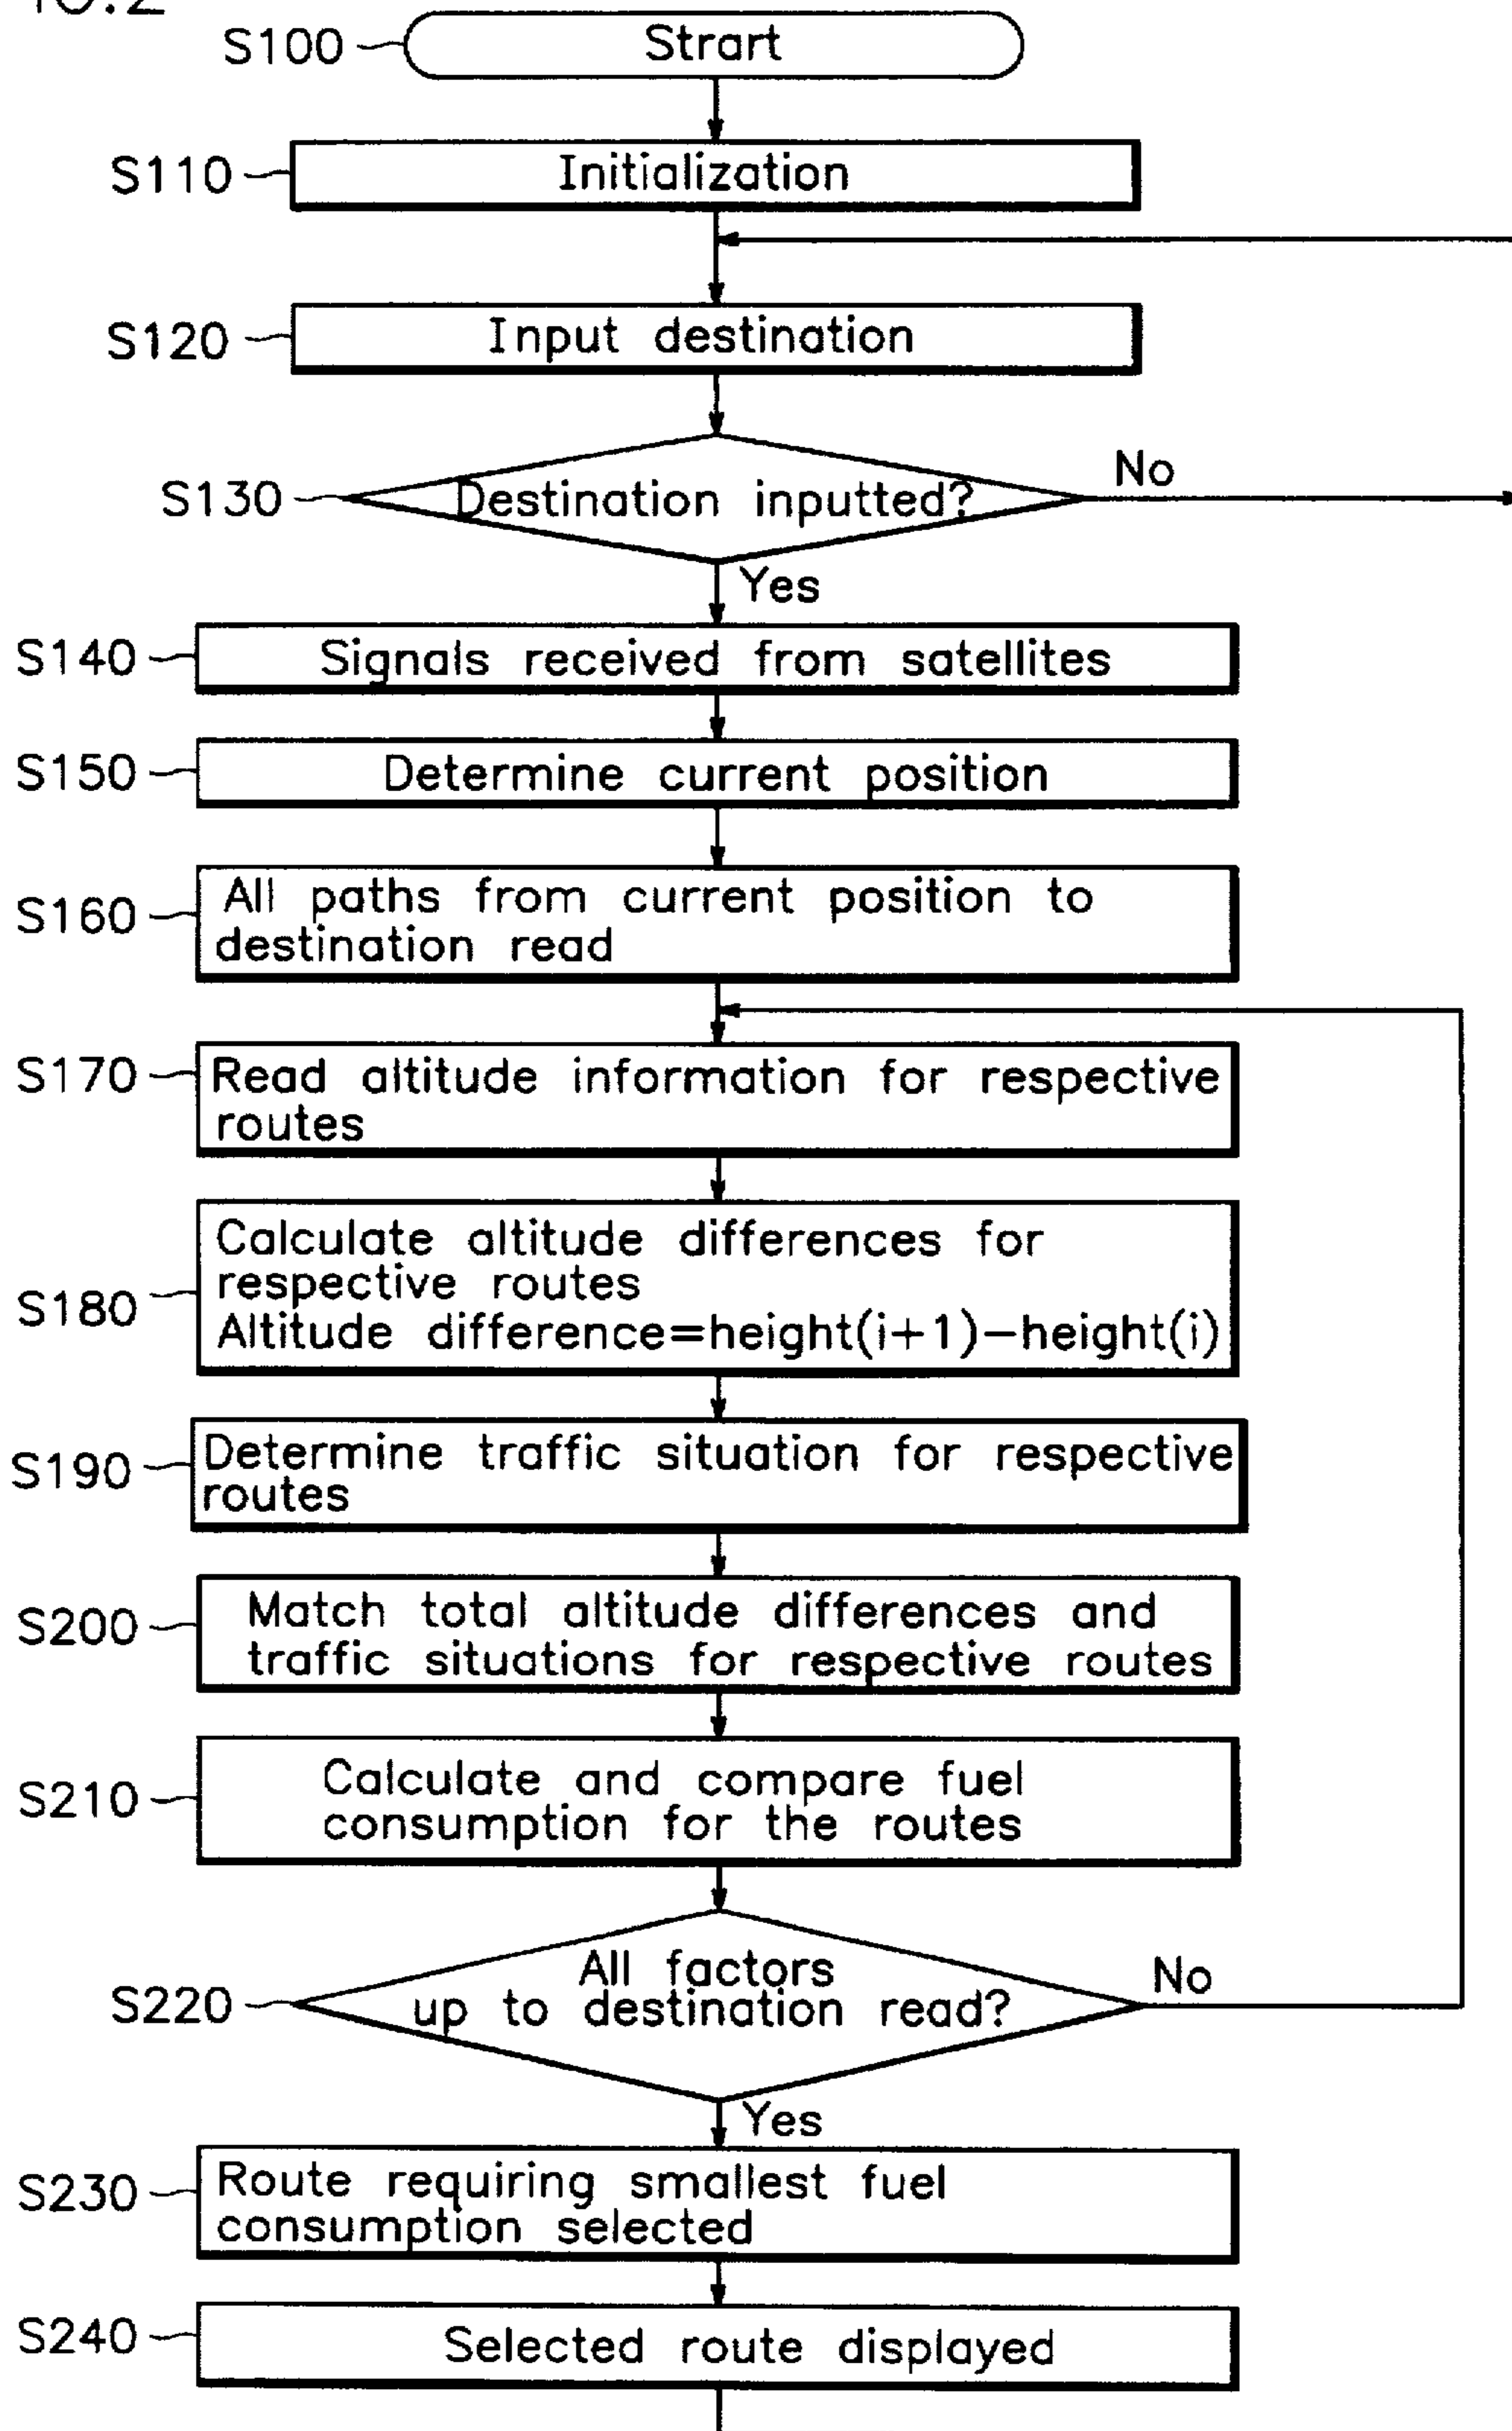 S100 Strart
S110 Initialization
S120 Input destination
S130 Destination inputted? No
Yes
S140 Signals received from satellites
S150 Determine current position
S160 All paths from current position to
destination read
S170 Read altitude information for respective
routes
S180 Calculate altitude differences for
respective routes
Altitude difference=height(i+1)-height(i)
S190 Determine traffic situation for respective
routes
S200 Match total altitude differences and
traffic situations for respective routes
S210 Calculate and compare fuel
consumption for the routes
S220 All factors
up to destination read? No
Yes
S230 Route requiring smallest fuel
consumption selected
S240 Selected route displayed